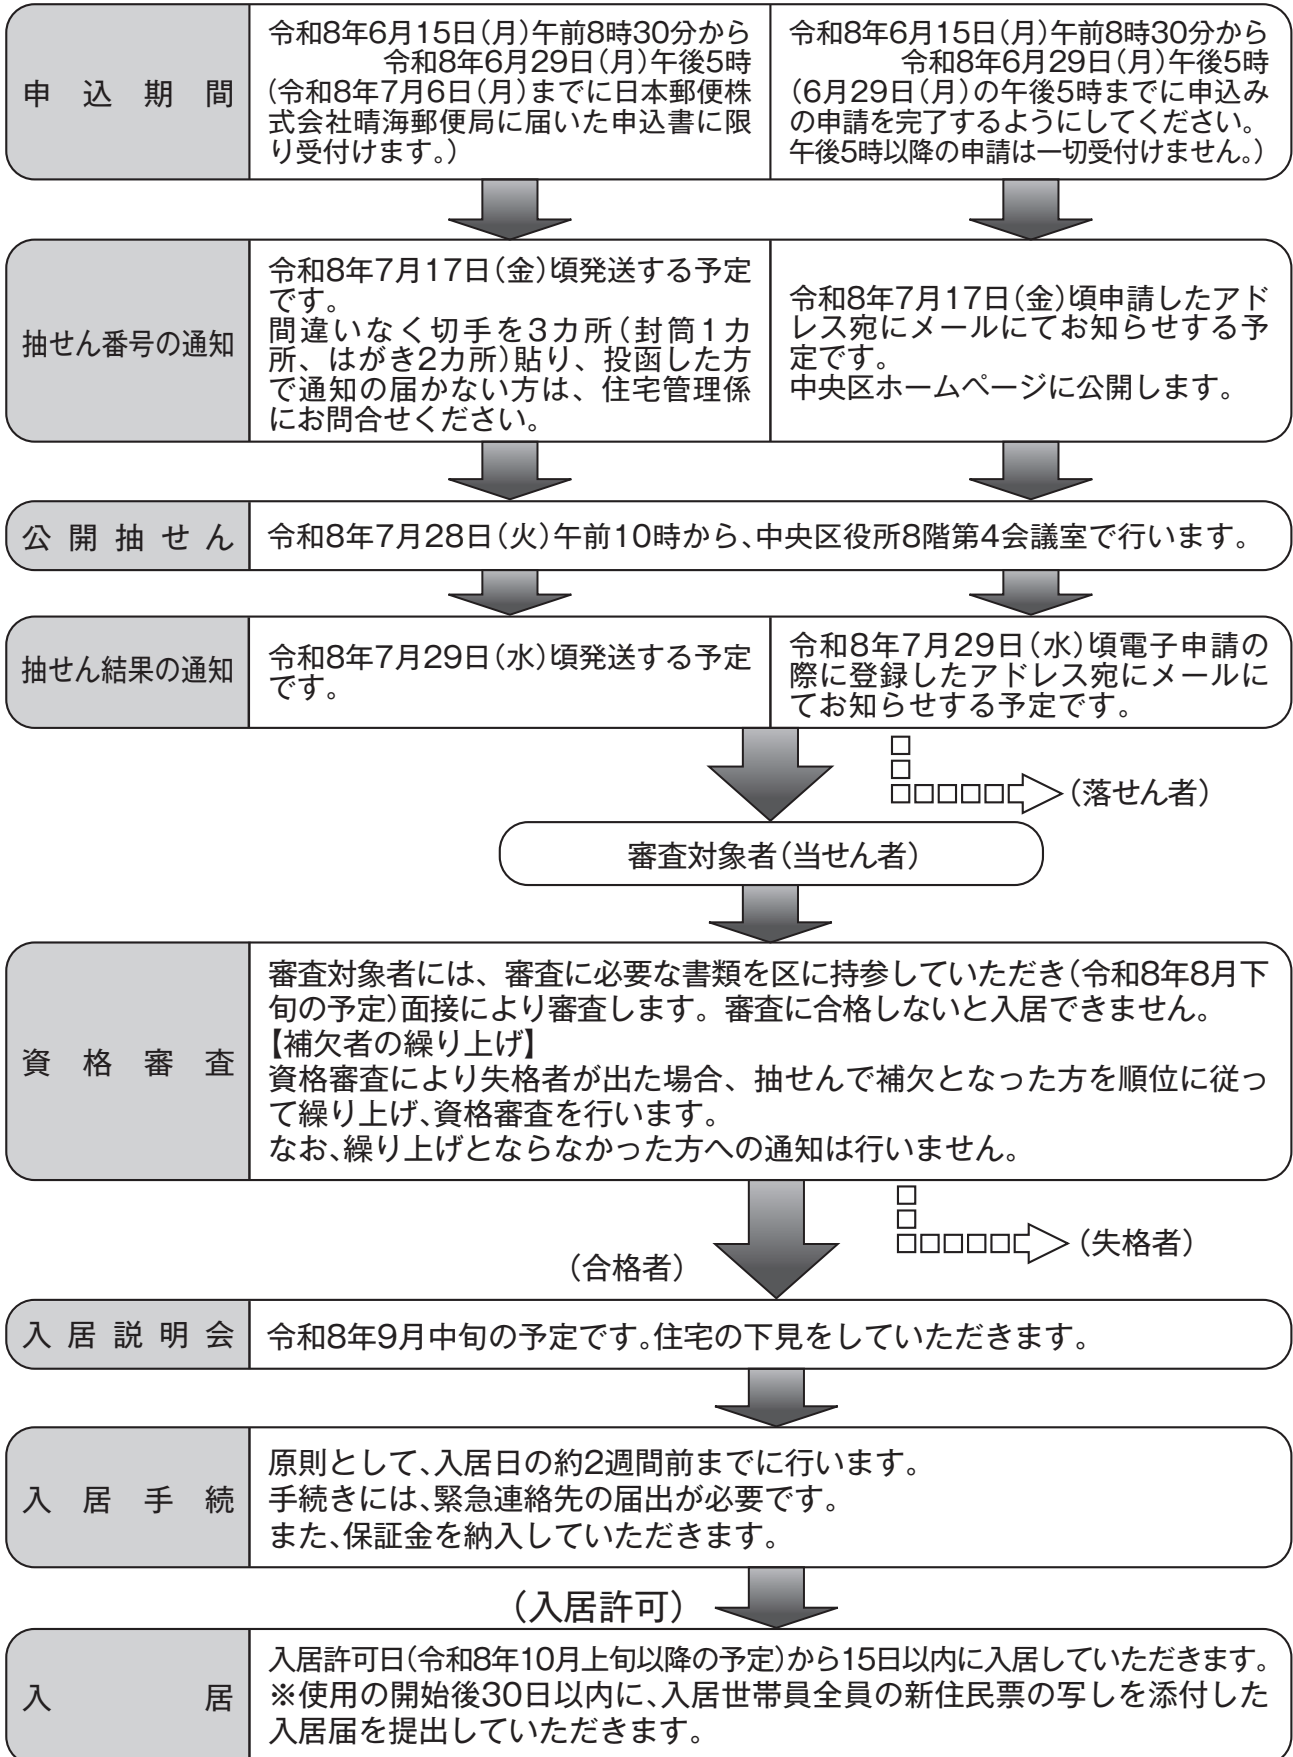 申込期間
令和8年6月15日(月)午前8時30分から
令和8年6月29日(月)午後5時
(令和8年7月6日(月)までに日本郵便株
式会社晴海郵便局に届いた申込書に限
り受付けます。)
令和8年6月15日(月)午前8時30分から
令和8年6月29日(月)午後5時
(6月29日(月)の午後5時までに申込み
の申請を完了するようにしてください。
午後5時以降の申請は一切受付けません。)
抽せん番号の通知
令和8年7月17日(金)頃発送する予定
です。
間違いなく切手を3カ所(封筒1カ
所、はがき2カ所)貼り、投函した方
で通知の届かない方は、住宅管理係
にお問合せください。
令和8年7月17日(金)頃申請したアド
レス宛にメールにてお知らせする予
定です。
中央区ホームページに公開します。
公開抽せん
令和8年7月28日(火)午前10時から、中央区役所8階第4会議室で行います。
抽せん結果の通知
令和8年7月29日(水)頃発送する予定
です。
令和8年7月29日(水)頃電子申請の
際に登録したアドレス宛にメールに
てお知らせする予定です。
(落せん者)
審査対象者(当せん者)
資格審査
審査対象者には、審査に必要な書類を区に持参していただき(令和8年8月下
旬の予定)面接により審査します。審査に合格しないと入居できません。
【補欠者の繰り上げ】
資格審査により失格者が出た場合、抽せんで補欠となった方を順位に従っ
て繰り上げ、資格審査を行います。
なお、繰り上げとならなかった方への通知は行いません。
(失格者)
(合格者)
入居説明会
令和8年9月中旬の予定です。住宅の下見をしていただきます。
入居手続
原則として、入居日の約2週間前までに行います。
手続きには、緊急連絡先の届出が必要です。
また、保証金を納入していただきます。
(入居許可)
入居
入居許可日(令和8年10月上旬以降の予定)から15日以内に入居していただきます。
※使用の開始後30日以内に、入居世帯員全員の新住民票の写しを添付した
入居届を提出していただきます。